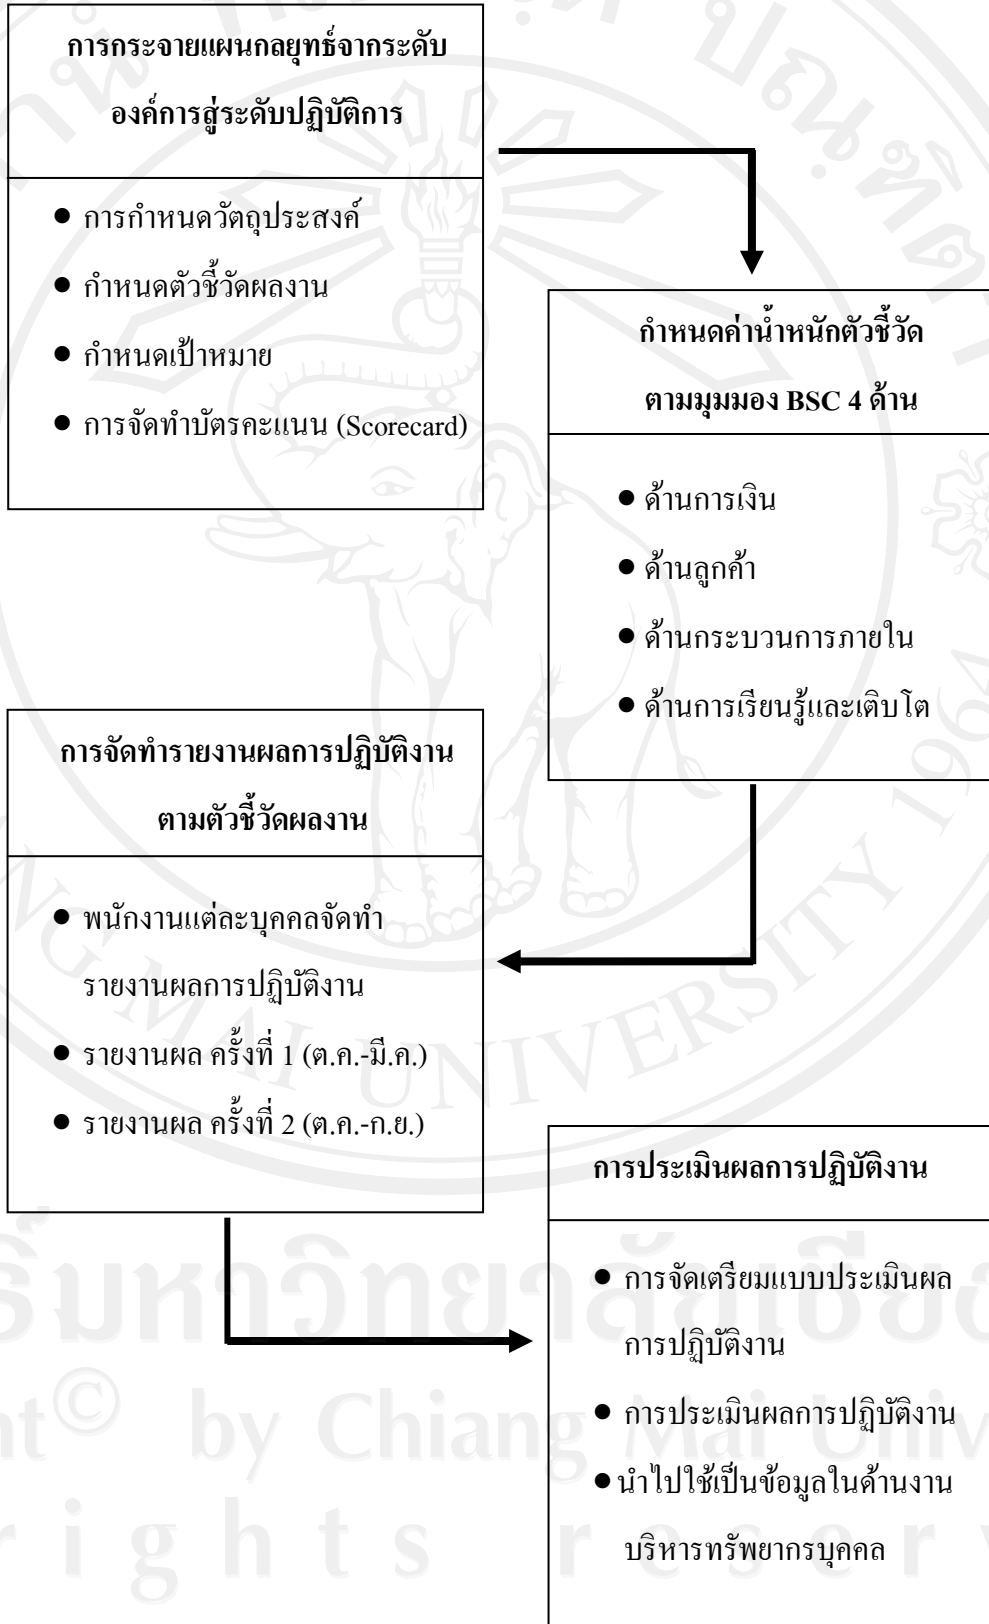 การกระจายแผนกลยุทธ์จากระดับ
องค์การสู่ระดับปฏิบัติการ
● การกำหนดวัตถุประสงค์
● กำหนดตัวชี้วัดผลงาน
● กำหนดเป้าหมาย
● การจัดทำบัตรคะแนน (Scorecard)
กำหนดค่าน้ำหนักตัวชี้วัด
ตามมุมมอง BSC 4 ด้าน
● ด้านการเงิน
● ด้านลูกค้า
● ด้านกระบวนการภายใน
● ด้านการเรียนรู้และเติบโต
การจัดทำรายงานผลการปฏิบัติงาน
ตามตัวชี้วัดผลงาน
● พนักงานแต่ละบุคคลจัดทำ
รายงานผลการปฏิบัติงาน
● รายงานผล ครั้งที่ 1 (ต.ค.-มี.ค.)
● รายงานผล ครั้งที่ 2 (ต.ค.-ก.ย.)
การประเมินผลการปฏิบัติงาน
● การจัดเตรียมแบบประเมินผล
การปฏิบัติงาน
● การประเมินผลการปฏิบัติงาน
● นำไปใช้เป็นข้อมูลในด้านงาน
บริหารทรัพยากรบุคคล
MAI UNIVERSITY 1964
© by Chiang Mai
rights